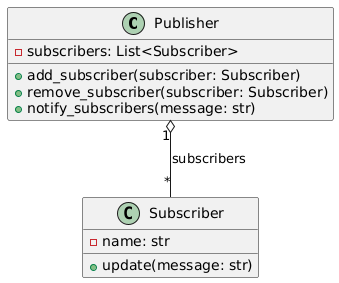 C Publisher
subscribers: List<Subscriber>
add_subscriber(subscriber: Subscriber)
remove_subscriber(subscriber: Subscriber)
notify_subscribers(message: str)
1
subscribers
*
C Subscriber
name: str
update(message: str)